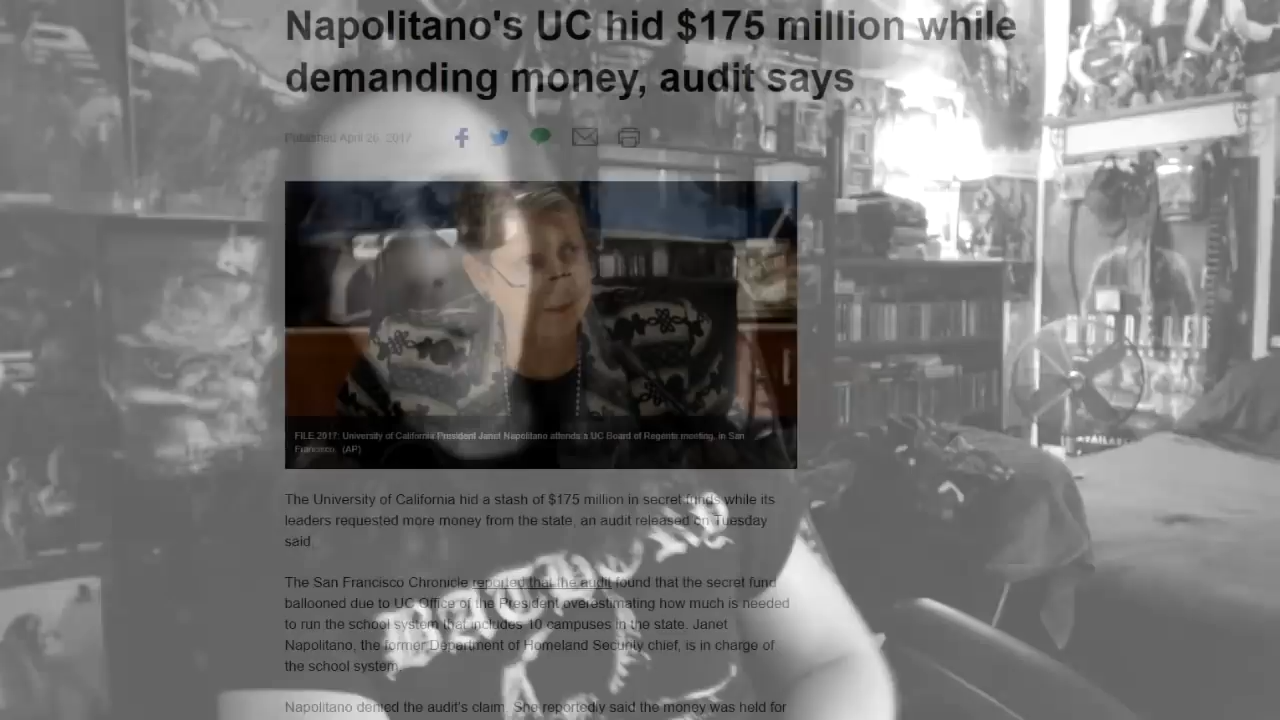 Napolitano's UC hid $175 million while
demanding money, audit says
Published April 26, 2017
FILE 2017: University of California President Janet Napolitano attends a UC Board of Regents meeting, in San
Francisco. (AP)
The University of California hid a stash of $175 million in secret funds while its
leaders requested more money from the state, an audit released on Tuesday
said.
The San Francisco Chronicle reported that the audit found that the secret fund
ballooned due to UC Office of the President overestimating how much is needed
to run the school system that includes 10 campuses in the state. Janet
Napolitano, the former Department of Homeland Security chief, is in charge of
the school system.
Napolitano denied the audit's claim. She reportedly said the money was held for